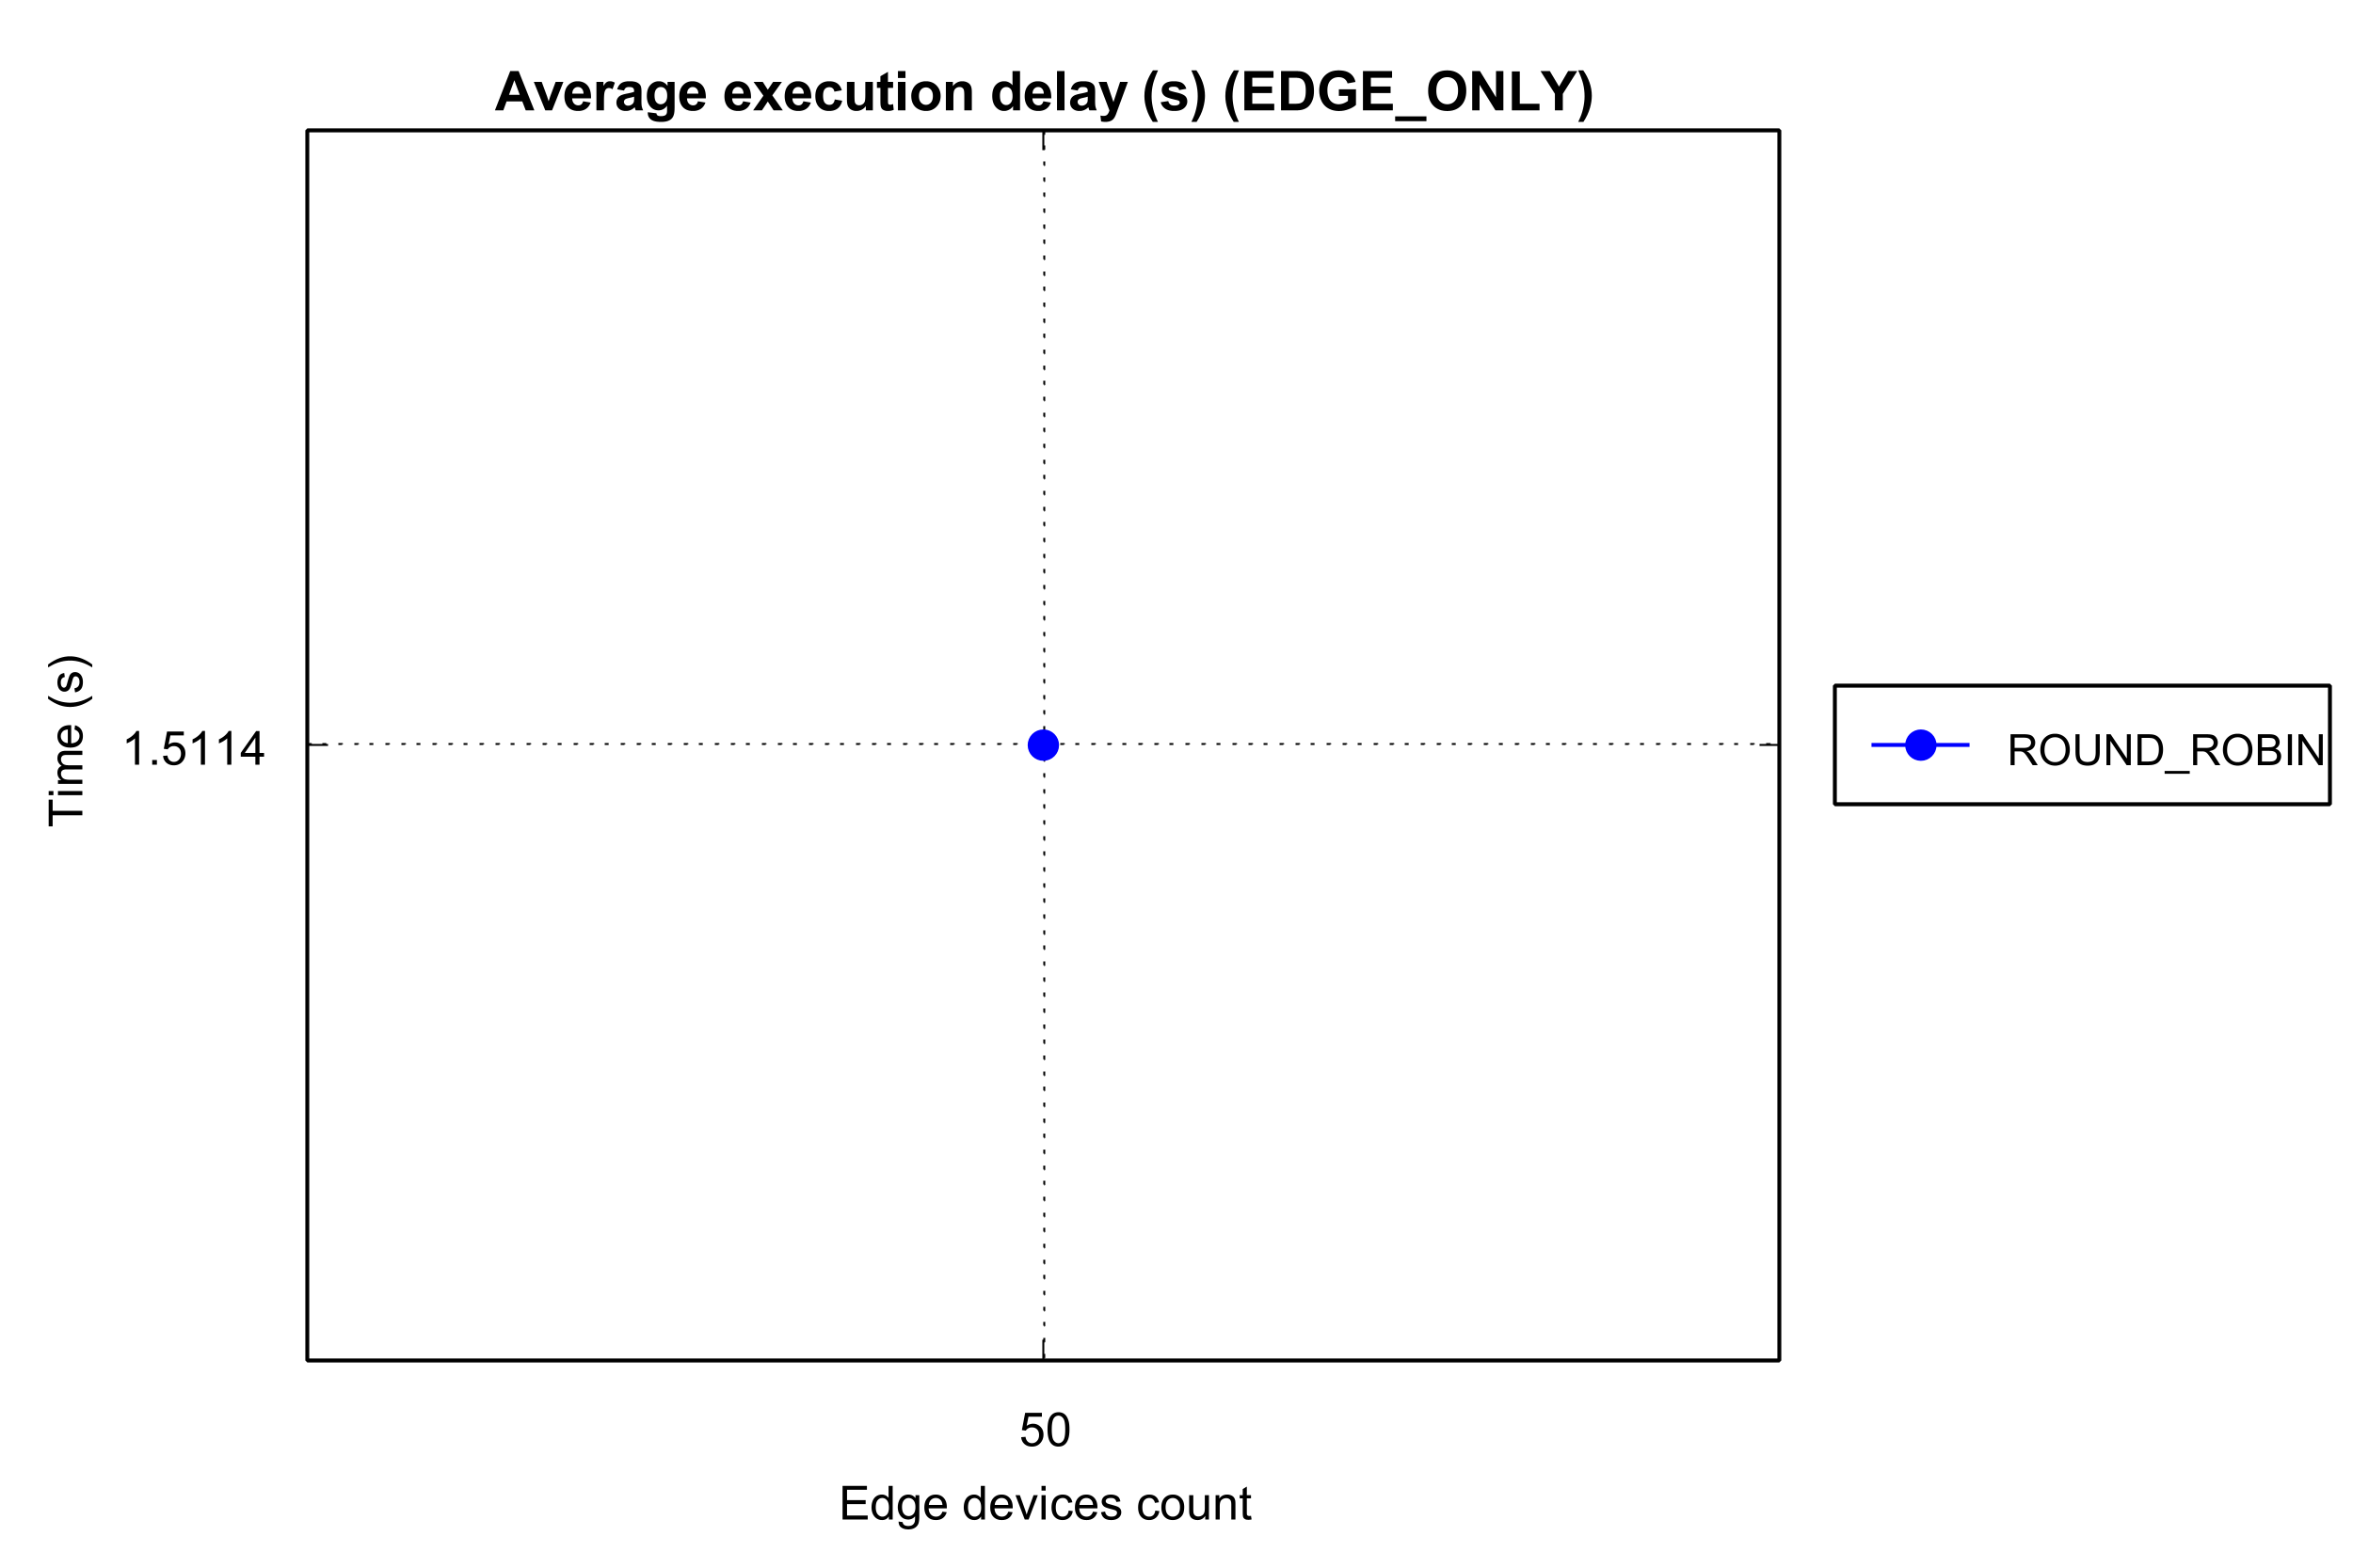 Average execution delay (s) (EDGE_ONLY)
Time (s)
1.5114
ROUND_ROBIN
50
Edge devices count